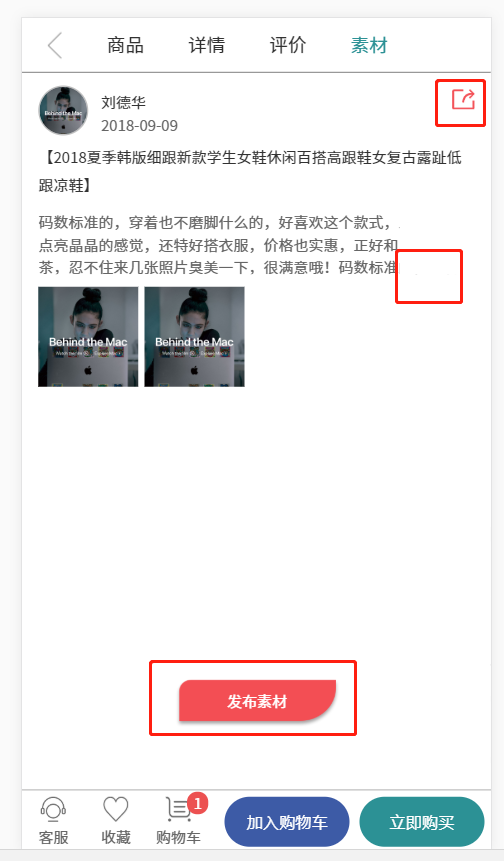 商品 详情 评价 素材
刘德华
2018-09-09
【2018夏季韩版细跟新款学生女鞋休闲百搭高跟鞋女复古露趾低
跟凉鞋】
码数标准的，穿着也不磨脚什么的，好喜欢这个款式，
点亮晶晶的感觉，还特好搭衣服，价格也实惠，正好和
茶，忍不住来几张照片臭美一下，很满意哦！码数标准
Behind the Mac
Behind the Mac
发布素材
1
客服 收藏 购物车 加入购物车 立即购买